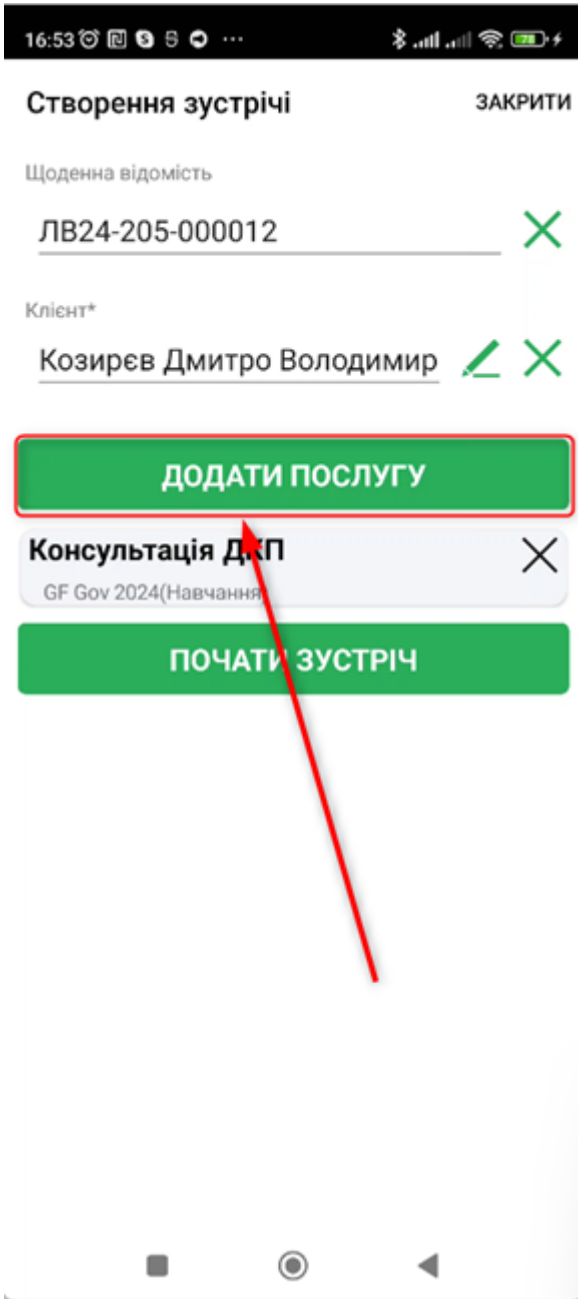 16:53
78
Створення зустрічі ЗАКРИТИ
Щоденна відомість
ЛВ24-205-000012
Клієнт*
Козирєв Дмитро Володимир
ДОДАТИ ПОСЛУГУ
Консультація ДКП
GF Gov 2024(Навчання)
ПОЧАТИ ЗУСТРІЧ